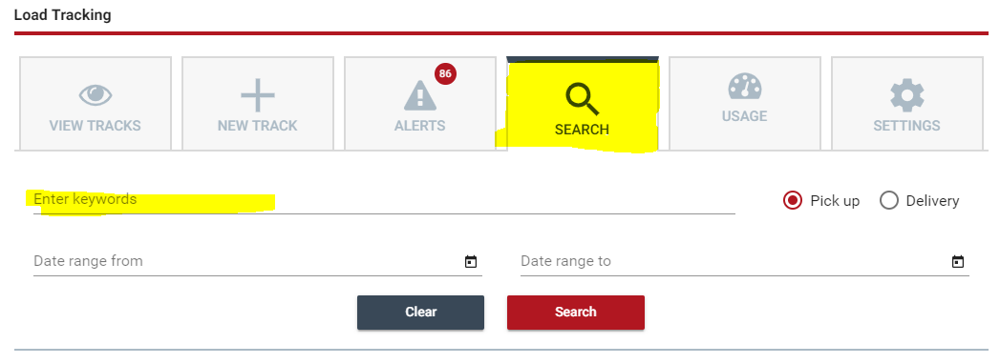 Load Tracking
86
VIEW TRACKS NEW TRACK ALERTS SEARCH USAGE SETTINGS
Enter keywords Pick up Delivery
Date range from Date range to
Clear Search